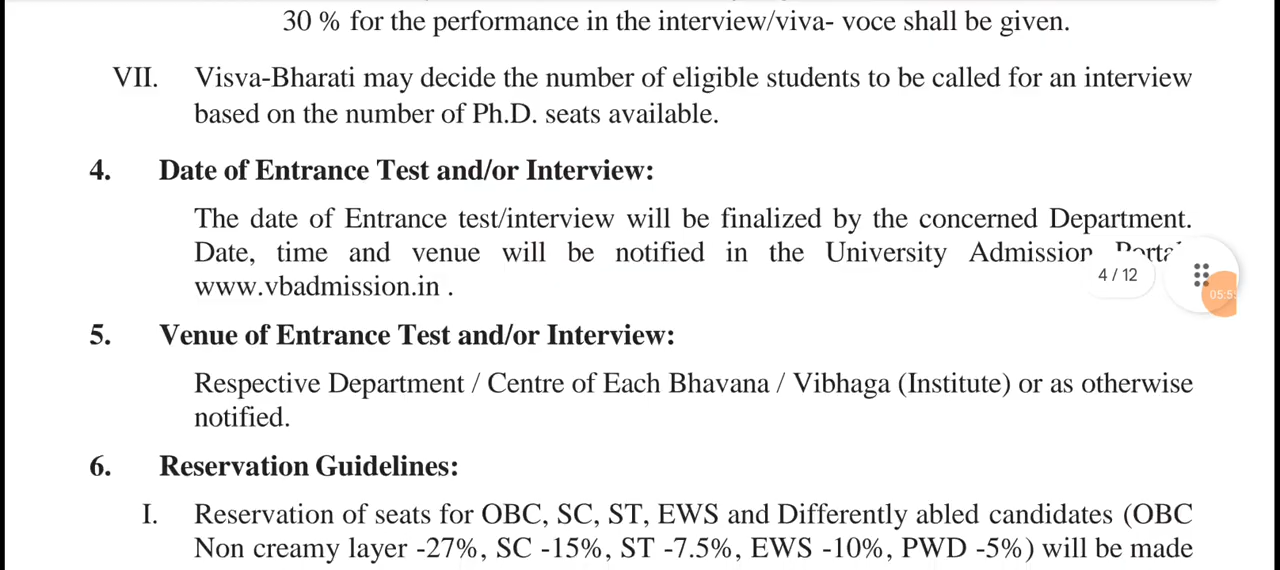 30 % for the performance in the interview/viva- voce shall be given.
VII. Visva-Bharati may decide the number of eligible students to be called for an interview
based on the number of Ph.D. seats available.
4. Date of Entrance Test and/or Interview:
The date of Entrance test/interview will be finalized by the concerned Department.
Date, time and venue will be notified in the University Admission
www.vbadmission.in .
4 / 12
5. Venue of Entrance Test and/or Interview:
Respective Department / Centre of Each Bhavana / Vibhaga (Institute) or as otherwise
notified.
6. Reservation Guidelines:
I. Reservation of seats for OBC, SC, ST, EWS and Differently abled candidates (OBC
Non creamy layer -27%, SC -15%, ST -7.5%, EWS -10%, PWD -5%) will be made